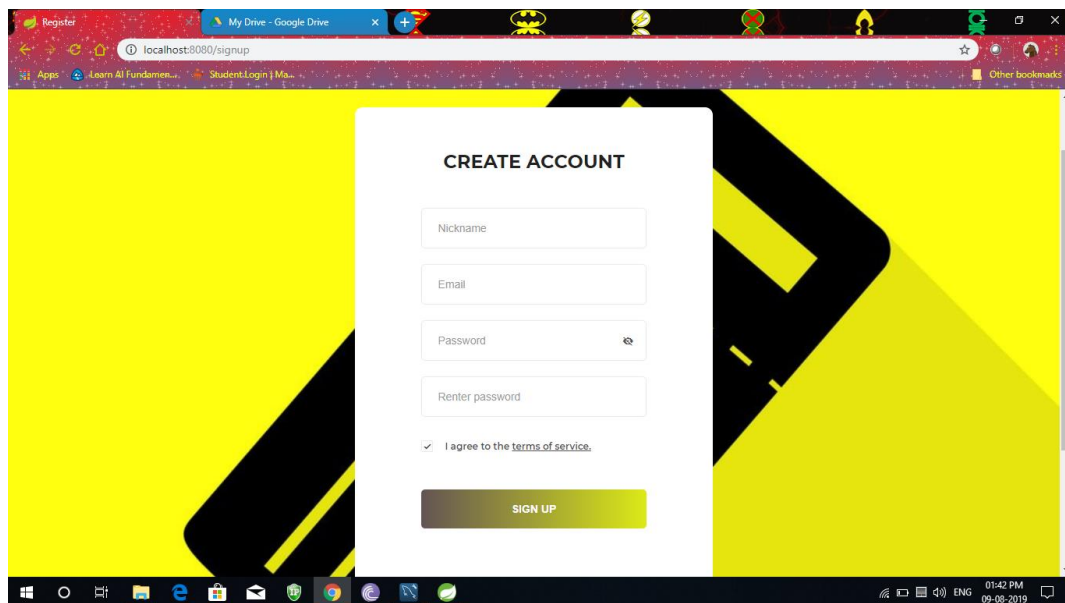 Register
My Drive - Google Drive
localhost:8080/signup
Apps
Learn AI Fundamen...
Student Login | Ma...
Other bookmarks
CREATE ACCOUNT
Nickname
Email
Password
Renter password
I agree to the terms of service.
SIGN UP
ENG
01:42 PM
09-08-2019